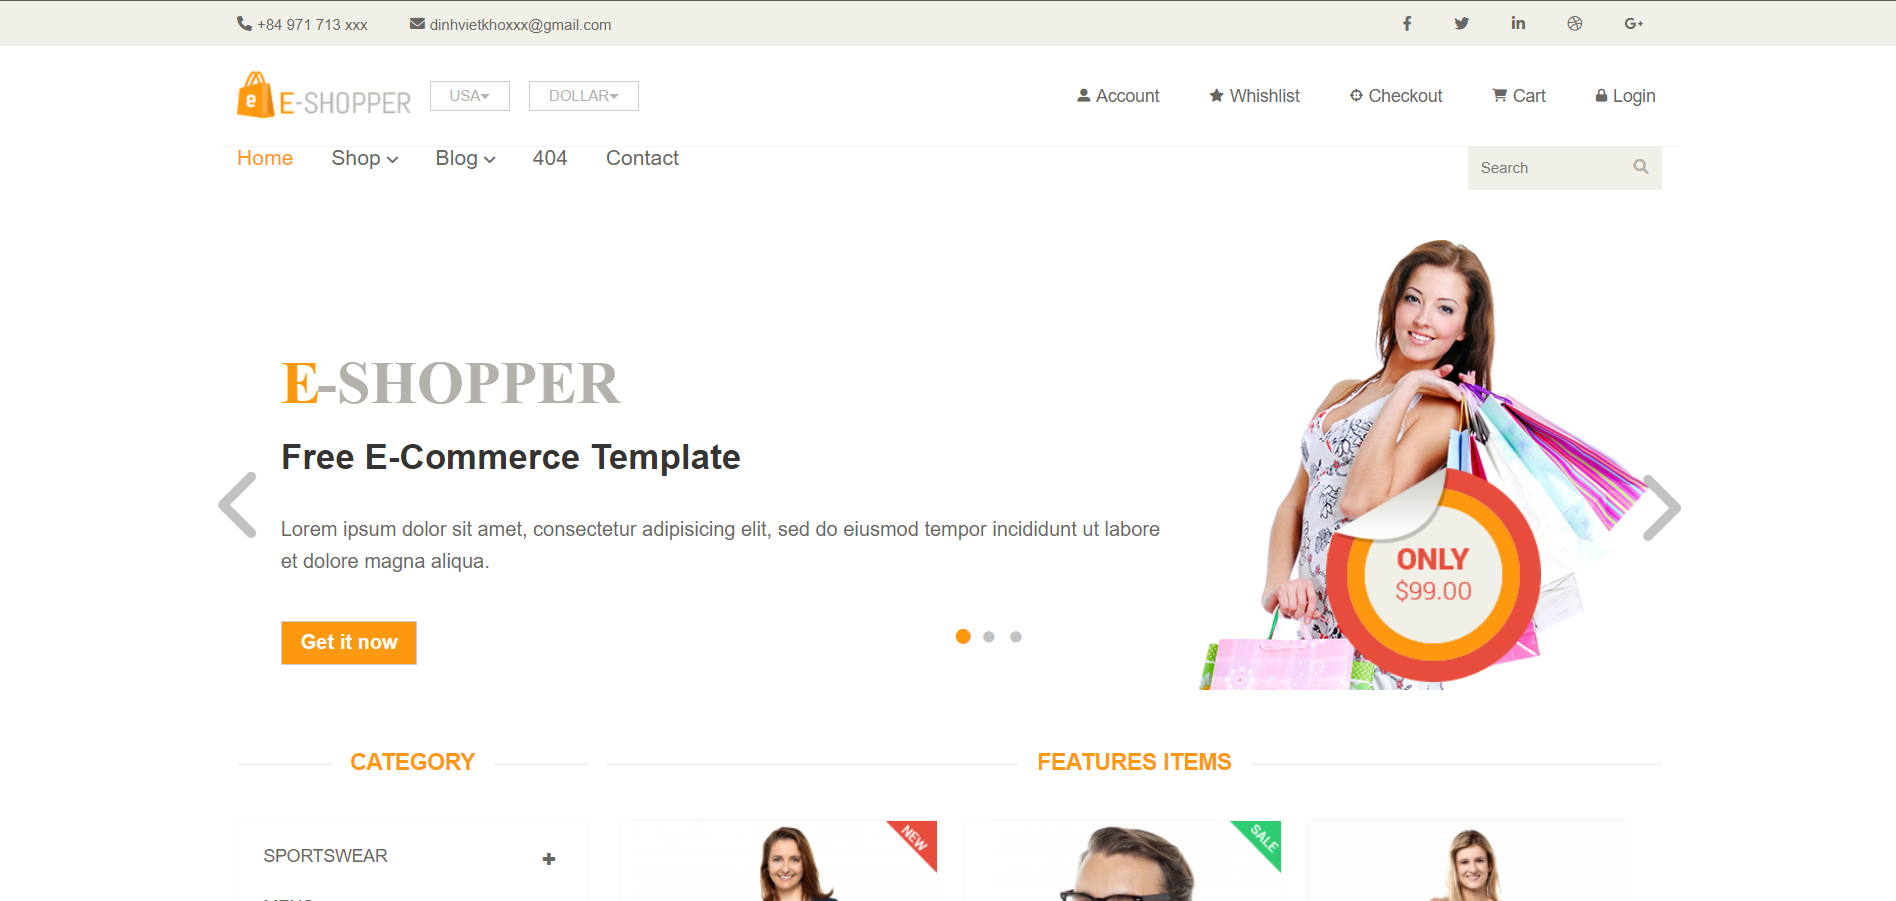 +84 971 713 xxx
dinhvietkhoxxx@gmail.com
E-SHOPPER
USA
DOLLAR
Account
Whishlist
Checkout
Cart
Login
Home
Shop
Blog
404
Contact
Search
E-SHOPPER
Free E-Commerce Template
Lorem ipsum dolor sit amet, consectetur adipisicing elit, sed do eiusmod tempor incididunt ut labore
et dolore magna aliqua.
Get it now
ONLY
$99.00
CATEGORY
FEATURES ITEMS
SPORTSWEAR
NEW
SALE